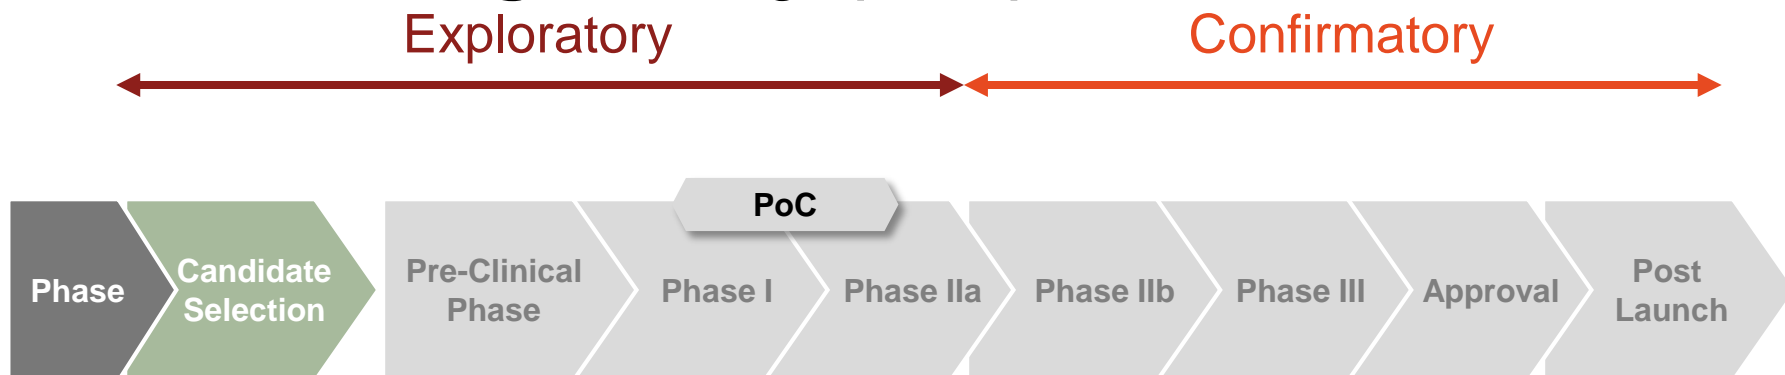 Exploratory
Confirmatory
PoC
Phase
Candidate
Selection
Pre-Clinical
Phase
Phase I
Phase IIa
Phase IIb
Phase III
Approval
Post
Launch